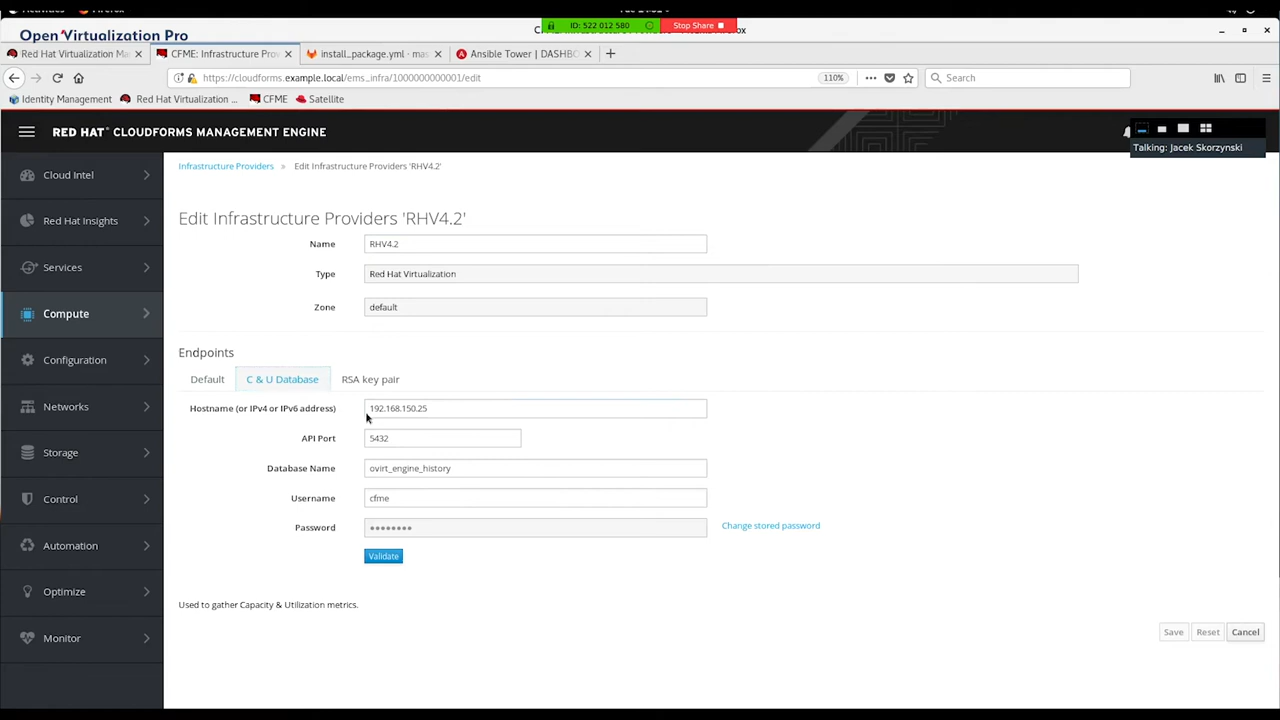 ID: 522 012 580
Stop Share
Open Virtualization Pro
Red Hat Virtualization Ma
CFME: Infrastructure Prov
install_package.yml - mas
Ansible Tower | DASHBO
https://cloudforms.example.local/ems_infra/1000000000001/edit
110%
Search
Identity Management
Red Hat Virtualization ...
CFME
Satellite
RED HAT® CLOUDFORMS MANAGEMENT ENGINE
Talking: Jacek Skorzynski
Cloud Intel
Red Hat Insights
Services
Compute
Configuration
Networks
Storage
Control
Automation
Optimize
Monitor
Infrastructure Providers » Edit Infrastructure Providers 'RHV4.2'
Edit Infrastructure Providers 'RHV4.2'
Name RHV4.2
Type Red Hat Virtualization
Zone default
Endpoints
Default C & U Database RSA key pair
Hostname (or IPv4 or IPv6 address) 192.168.150.25
API Port 5432
Database Name ovirt_engine_history
Username cfme
Password ●●●●●●●● Change stored password
Validate
Used to gather Capacity & Utilization metrics.
Save Reset Cancel